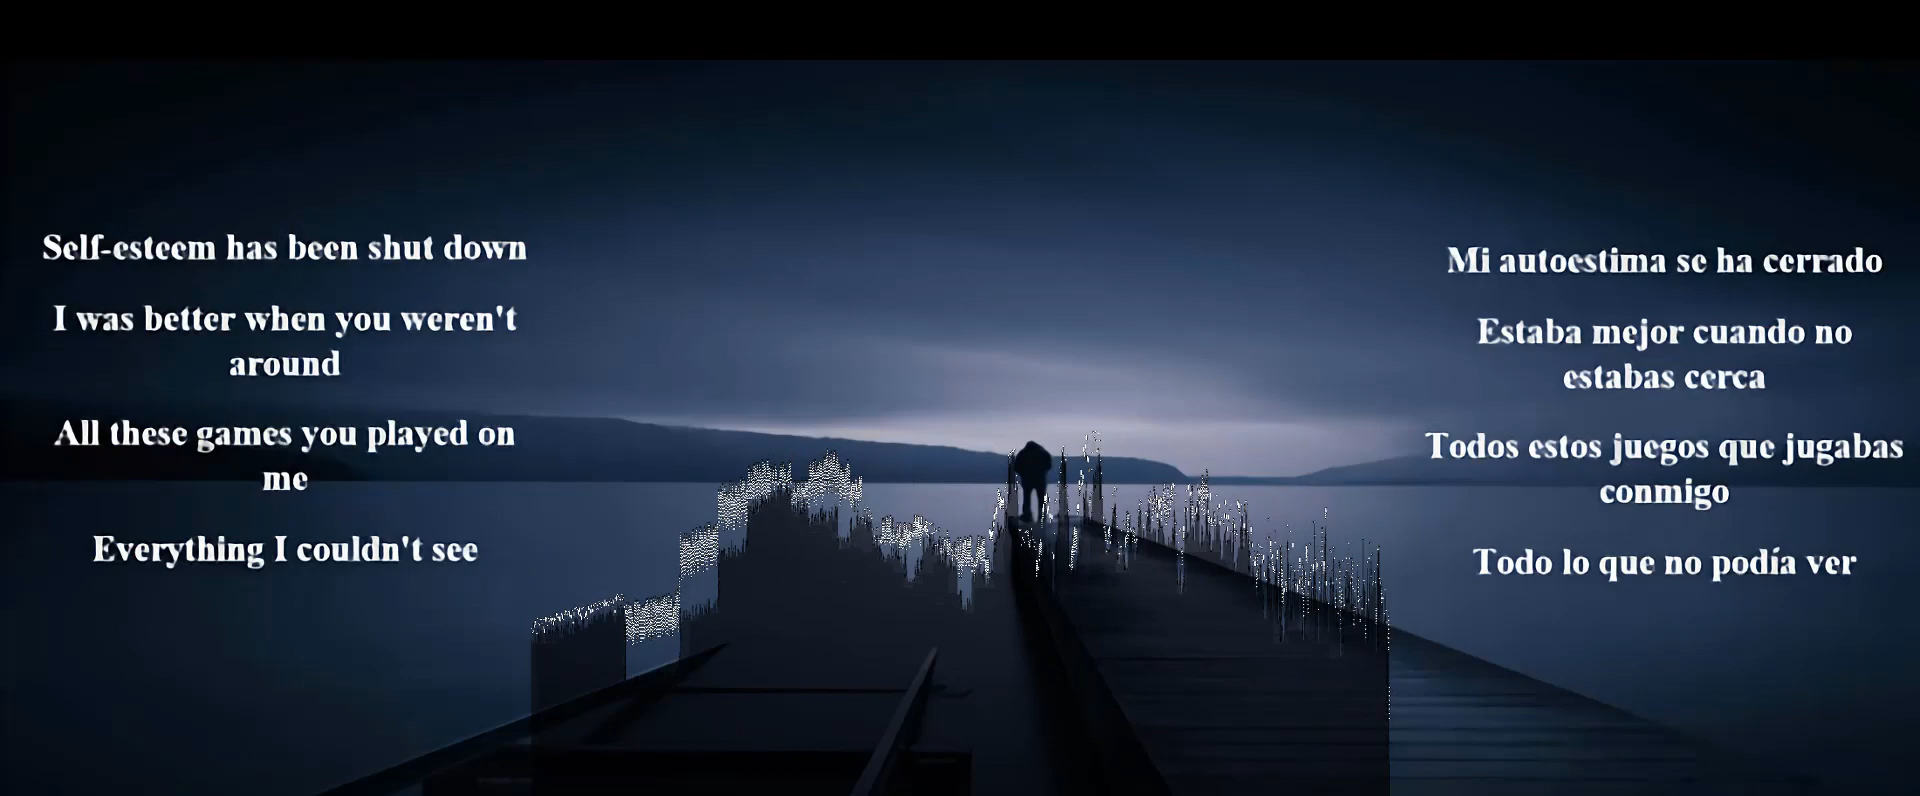 Self-esteem has been shut down
I was better when you weren't
around
All these games you played on
me
Everything I couldn't see
Mi autoestima se ha cerrado
Estaba mejor cuando no
estabas cerca
Todos estos juegos que jugabas
conmigo
Todo lo que no podía ver